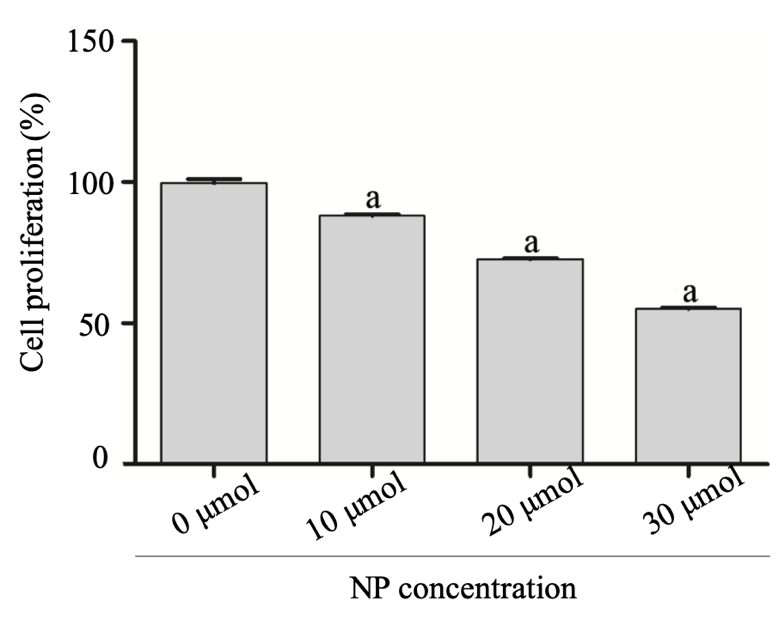 150
100
50
0
Cell proliferation (%)
a
a
a
0 μmol
10 μmol
20 μmol
30 μmol
NP concentration